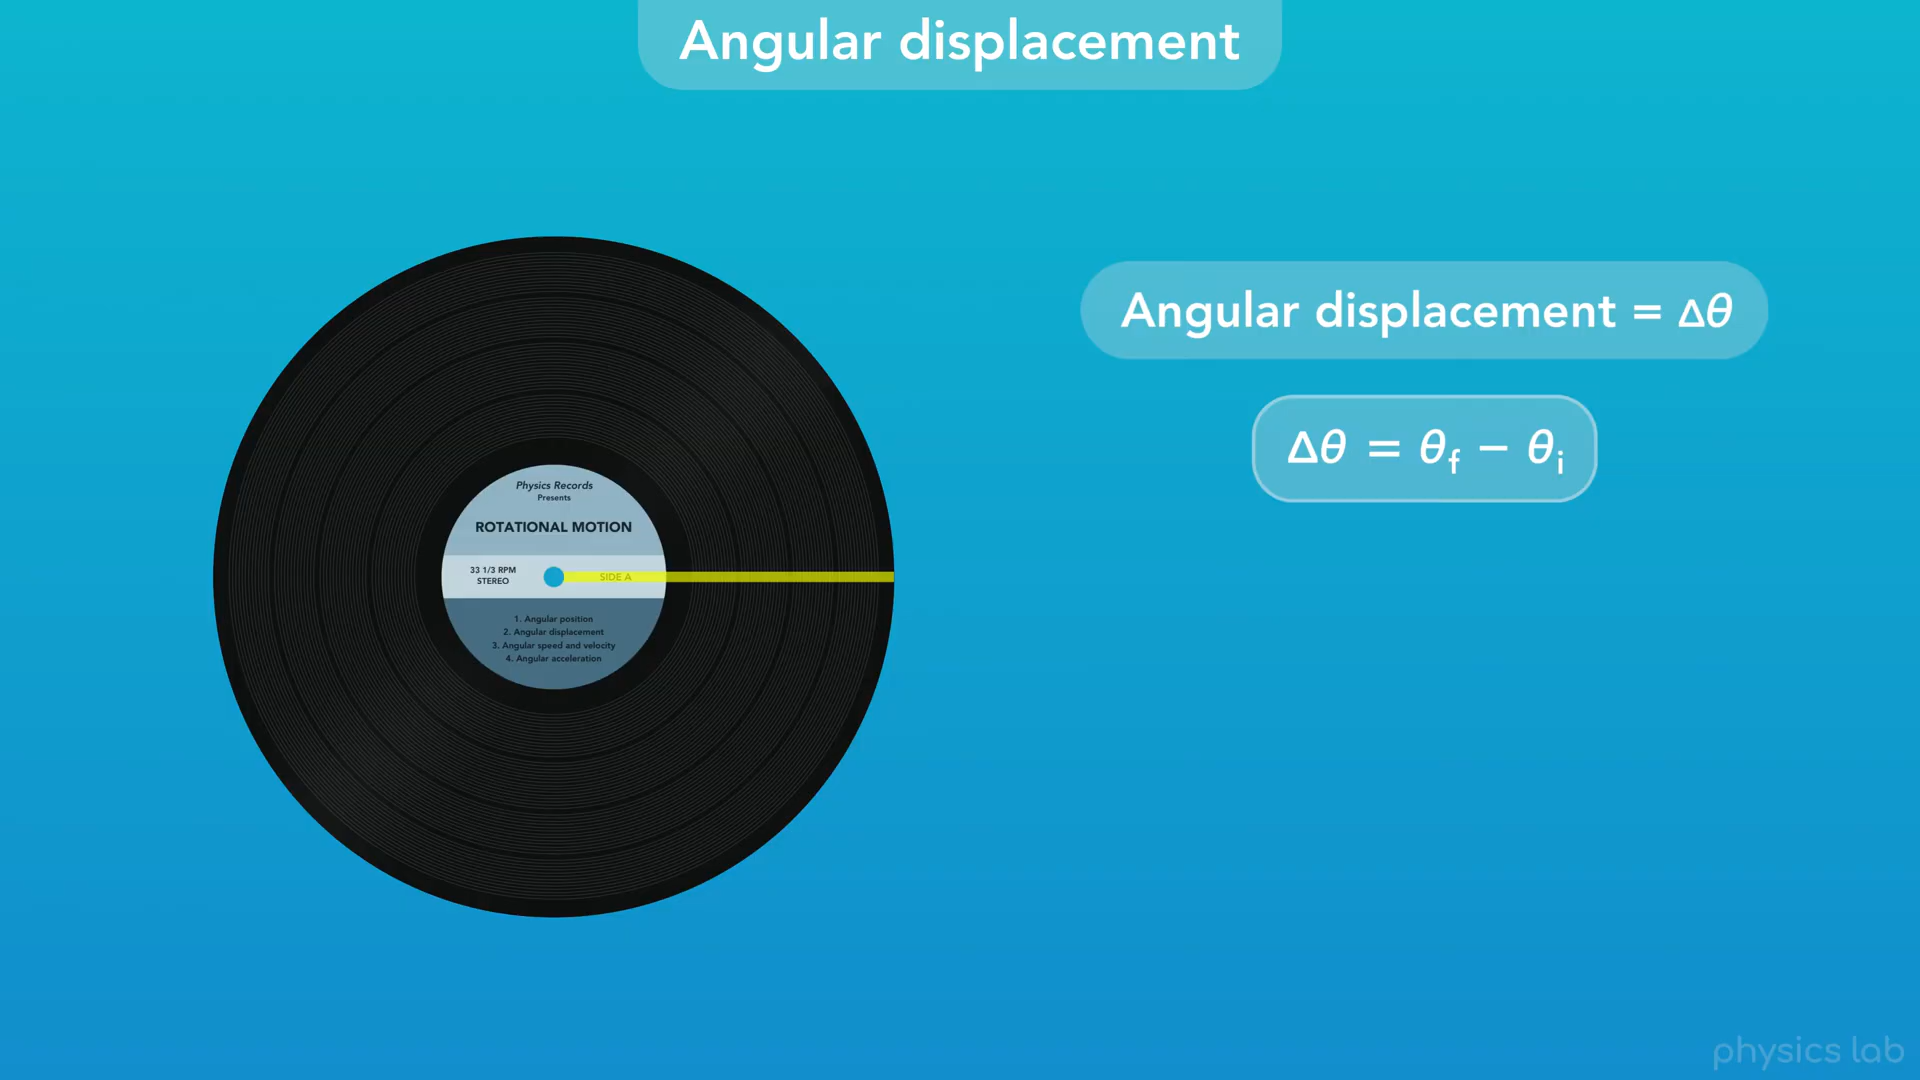 Angular displacement
Physics Records
Presents
ROTATIONAL MOTION
33 1/3 RPM
STEREO
SIDE A
1. Angular position
2. Angular displacement
3. Angular speed and velocity
4. Angular acceleration
Angular displacement = Δθ
Δθ = θf − θi
physics lab